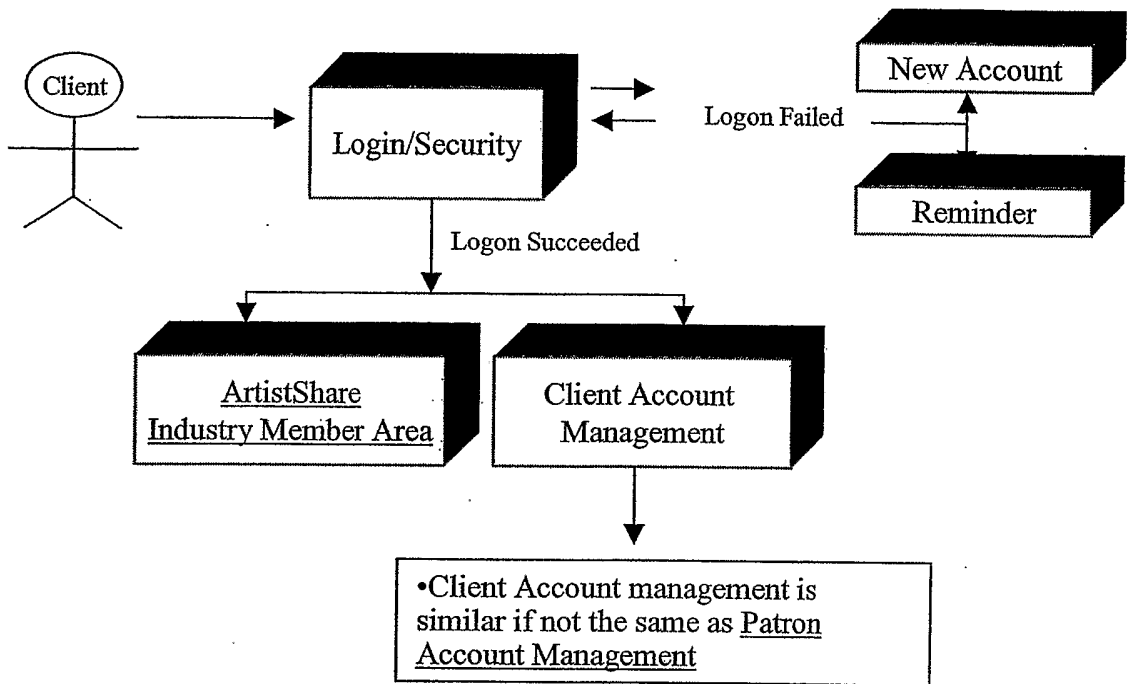 Client
New Account
Logon Failed
Login/Security
Reminder
Logon Succeeded
ArtistShare
Industry Member Area
Client Account
Management
•Client Account management is
similar if not the same as Patron
Account Management